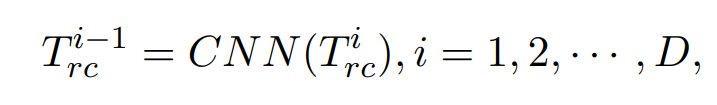 $T_{rc}^{i-1} = CNN(T_{rc}^{i}), i = 1, 2, \cdots, D,$